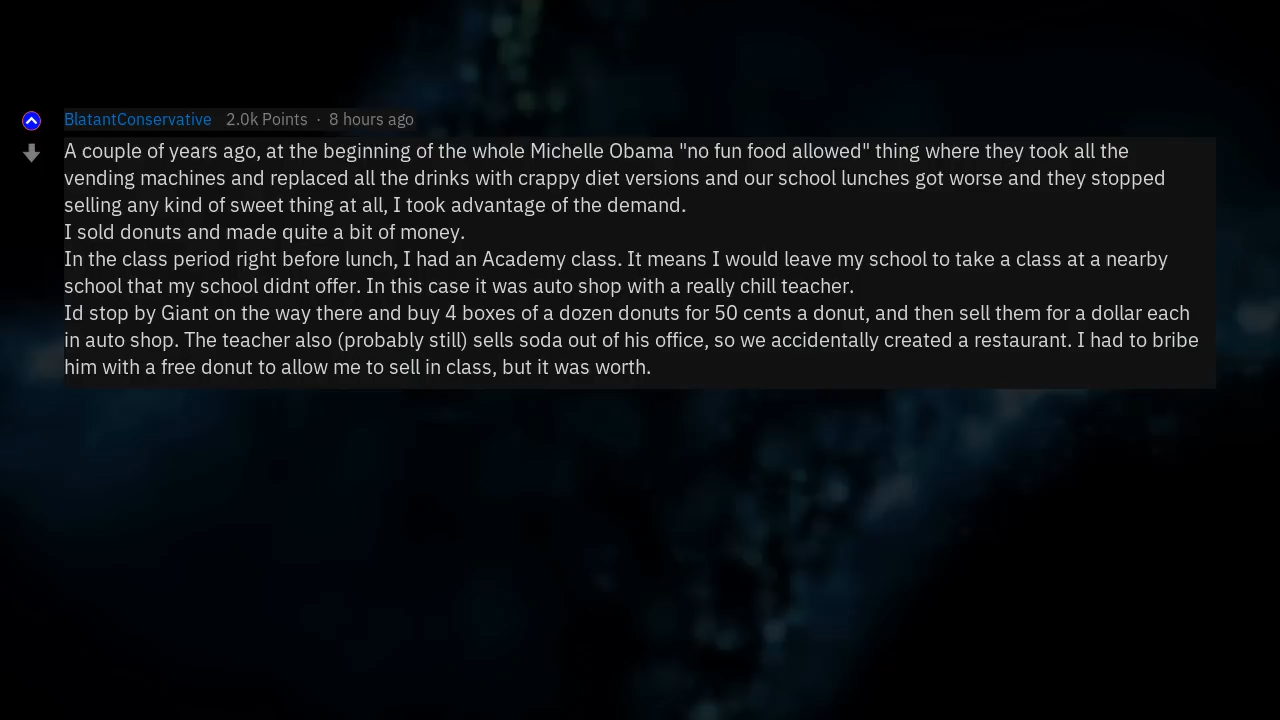 BlatantConservative 2.0k Points · 8 hours ago
A couple of years ago, at the beginning of the whole Michelle Obama "no fun food allowed" thing where they took all the
vending machines and replaced all the drinks with crappy diet versions and our school lunches got worse and they stopped
selling any kind of sweet thing at all, I took advantage of the demand.
I sold donuts and made quite a bit of money.
In the class period right before lunch, I had an Academy class. It means I would leave my school to take a class at a nearby
school that my school didnt offer. In this case it was auto shop with a really chill teacher.
Id stop by Giant on the way there and buy 4 boxes of a dozen donuts for 50 cents a donut, and then sell them for a dollar each
in auto shop. The teacher also (probably still) sells soda out of his office, so we accidentally created a restaurant. I had to bribe
him with a free donut to allow me to sell in class, but it was worth.